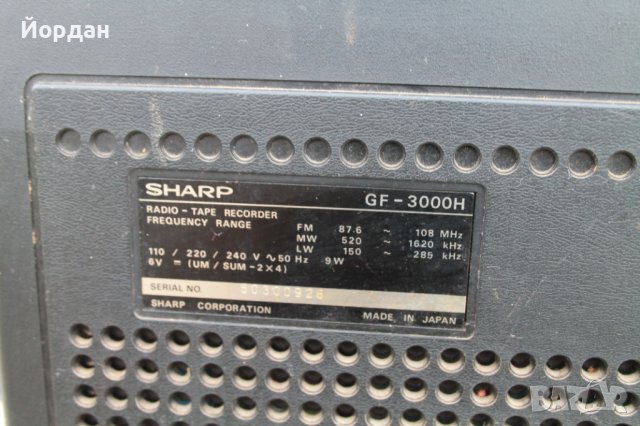 Йордан
SHARP GF-3000H
RADIO - TAPE RECORDER
FREQUENCY RANGE FM 87.6 ~ 108 MHz
MW 520 ~ 1620 kHz
LW 150 ~ 285 kHz
110 / 220 / 240 V ∿ 50 Hz 9W
6V ⎓ (UM / SUM-2×4)
SERIAL NO. 80300926
SHARP CORPORATION MADE IN JAPAN
BAZAR